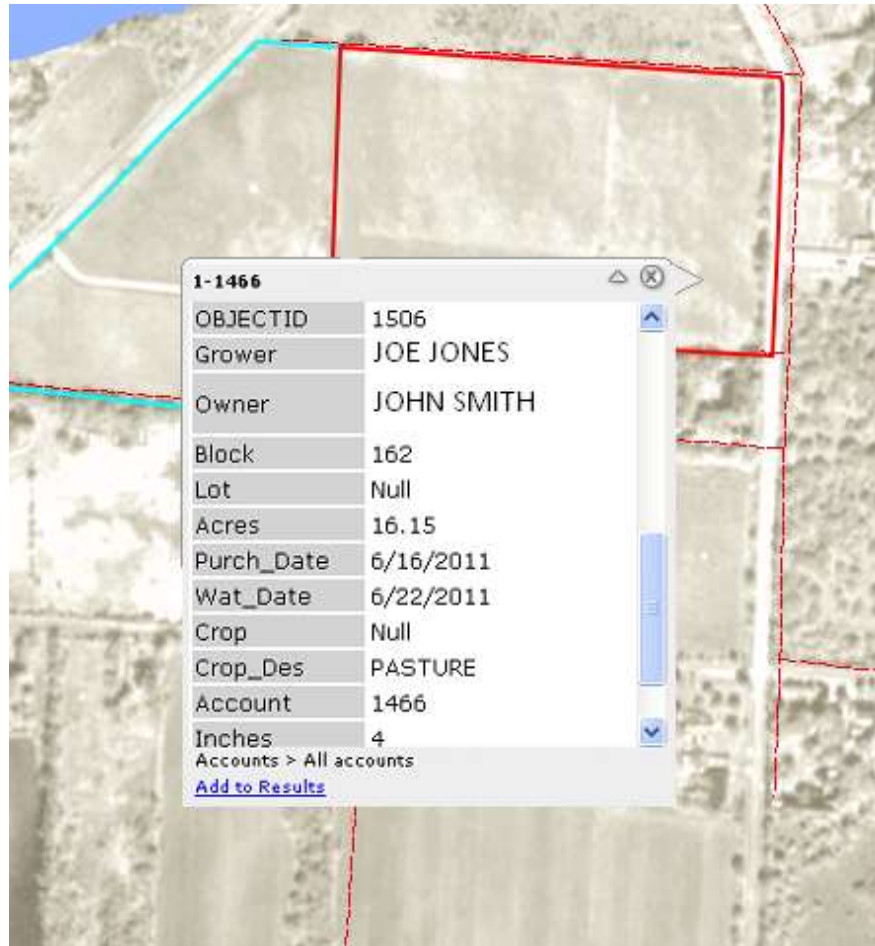 1-1466
OBJECTID 1506
Grower JOE JONES
Owner JOHN SMITH
Block 162
Lot Null
Acres 16.15
Purch_Date 6/16/2011
Wat_Date 6/22/2011
Crop Null
Crop_Des PASTURE
Account 1466
Inches 4
Accounts > All accounts
Add to Results